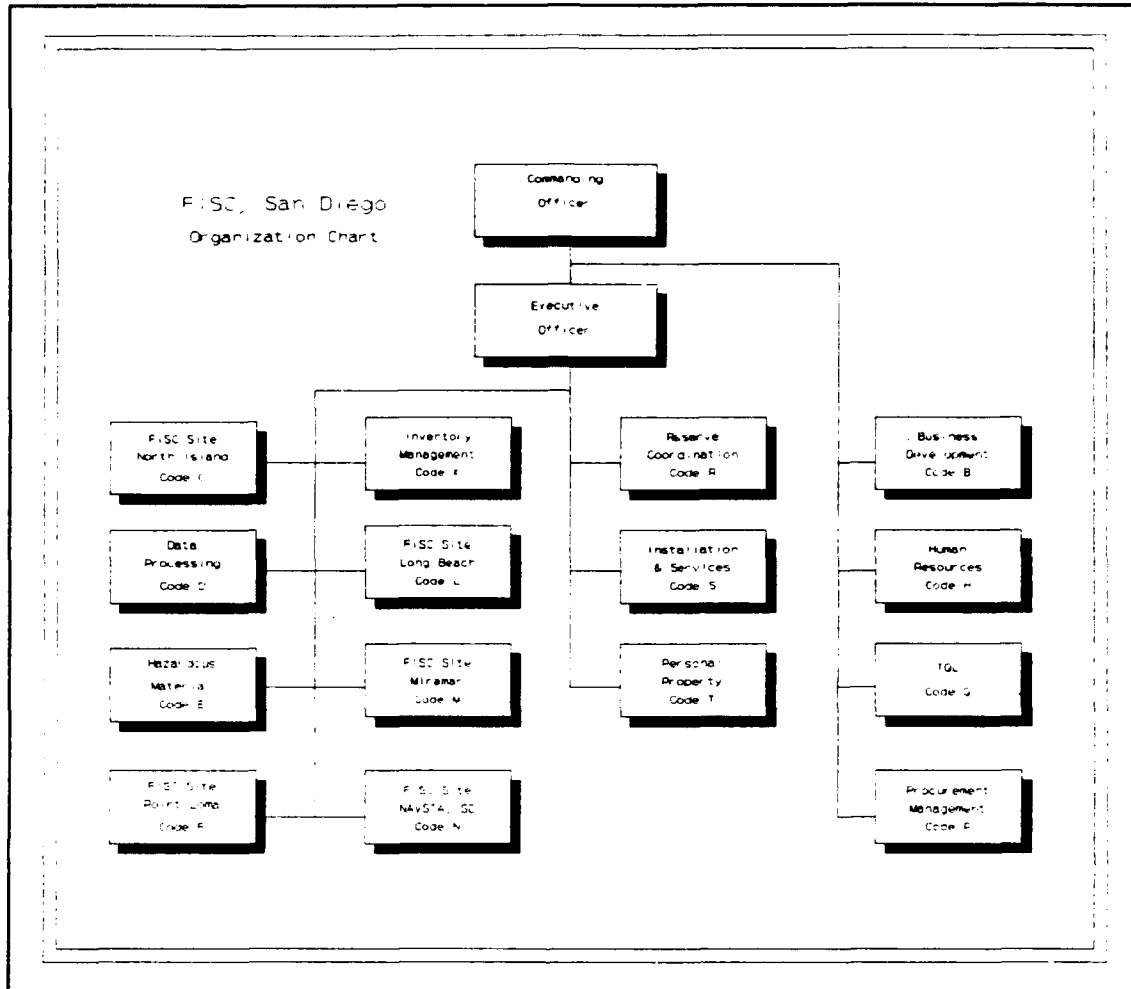 FISC, San Diego
Organization Chart
Commanding
Officer
Executive
Officer
FISC Site
North Island
Code
Inventory
Management
Code K
Reserve
Coordination
Code R
Business
Development
Code B
Data
Processing
Code D
FISC Site
Long Beach
Code L
Installation
& Services
Code S
Human
Resources
Code H
Hazardous
Material
Code E
FISC Site
Miramar
Code M
Personal
Property
Code T
TQL
Code Q
FISC Site
Point Loma
Code F
FISC Site
NAVSTA, SD
Code N
Procurement
Management
Code P